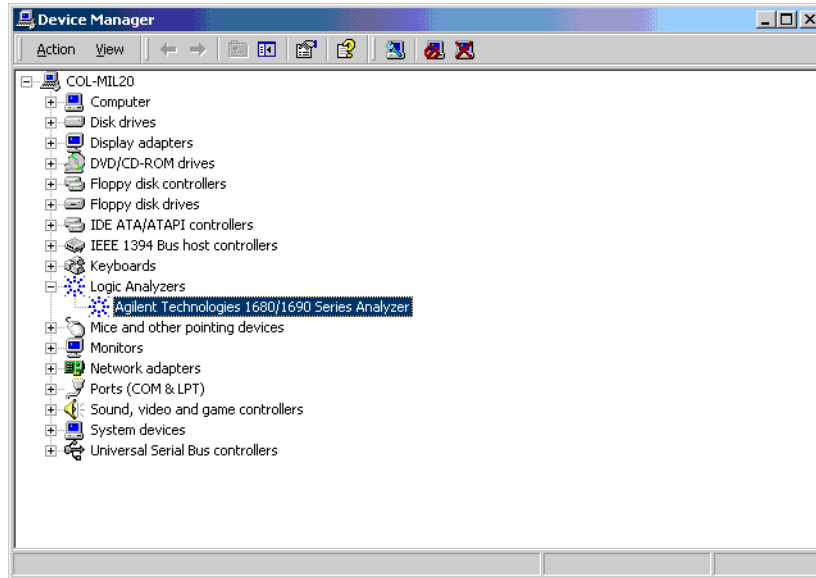 Device Manager
Action View
COL-MIL20
Computer
Disk drives
Display adapters
DVD/CD-ROM drives
Floppy disk controllers
Floppy disk drives
IDE ATA/ATAPI controllers
IEEE 1394 Bus host controllers
Keyboards
Logic Analyzers
Agilent Technologies 1680/1690 Series Analyzer
Mice and other pointing devices
Monitors
Network adapters
Ports (COM & LPT)
Sound, video and game controllers
System devices
Universal Serial Bus controllers